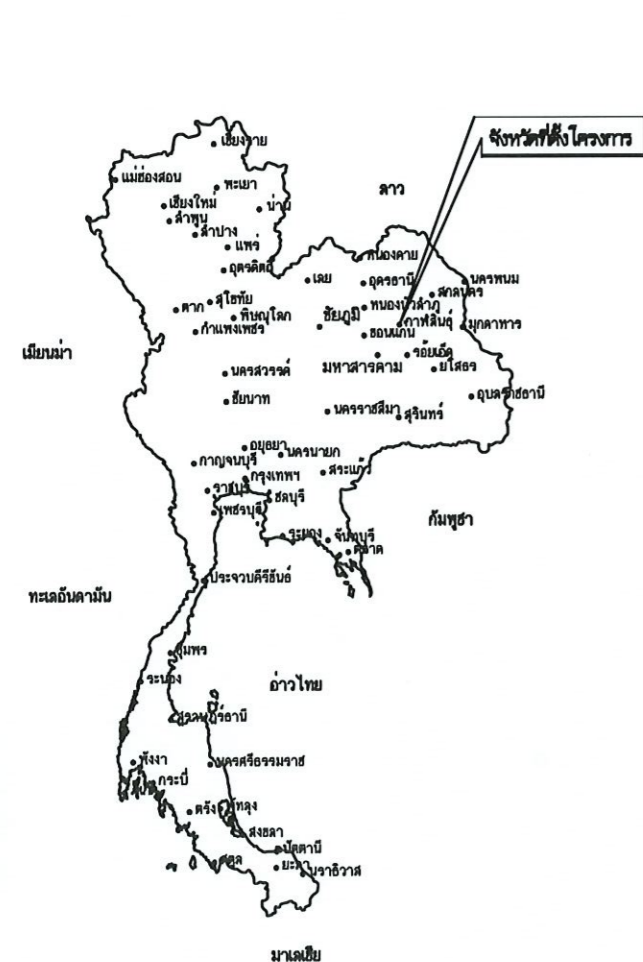 เชียงราย
จังหวัดที่ตั้งโครงการ
แม่ฮ่องสอน
พะเยา
ลาว
เชียงใหม่
น่าน
ลำพูน
ลำปาง
แพร่
หนองคาย
อุตรดิตถ์
เลย
อุดรธานี
นครพนม
สกลนคร
สุโขทัย
ตาก
หนองบัวลำภู
พิษณุโลก
ชัยภูมิ
กาฬสินธุ์
กำแพงเพชร
ขอนแก่น
มุกดาหาร
เมียนม่า
มหาสารคาม
ร้อยเอ็ด
ยโสธร
นครสวรรค์
ชัยนาท
อุบลราชธานี
นครราชสีมา
สุรินทร์
อยุธยา
นครนายก
กาญจนบุรี
สระแก้ว
กรุงเทพฯ
ราชบุรี
ชลบุรี
เพชรบุรี
กัมพูชา
ระยอง
จันทบุรี
ตราด
ประจวบคีรีขันธ์
ทะเลอันดามัน
ชุมพร
ระนอง
อ่าวไทย
สุราษฎร์ธานี
พังงา
นครศรีธรรมราช
กระบี่
ตรัง
สงขลา
ปัตตานี
สตูล
ยะลา
นราธิวาส
มาเลเซีย